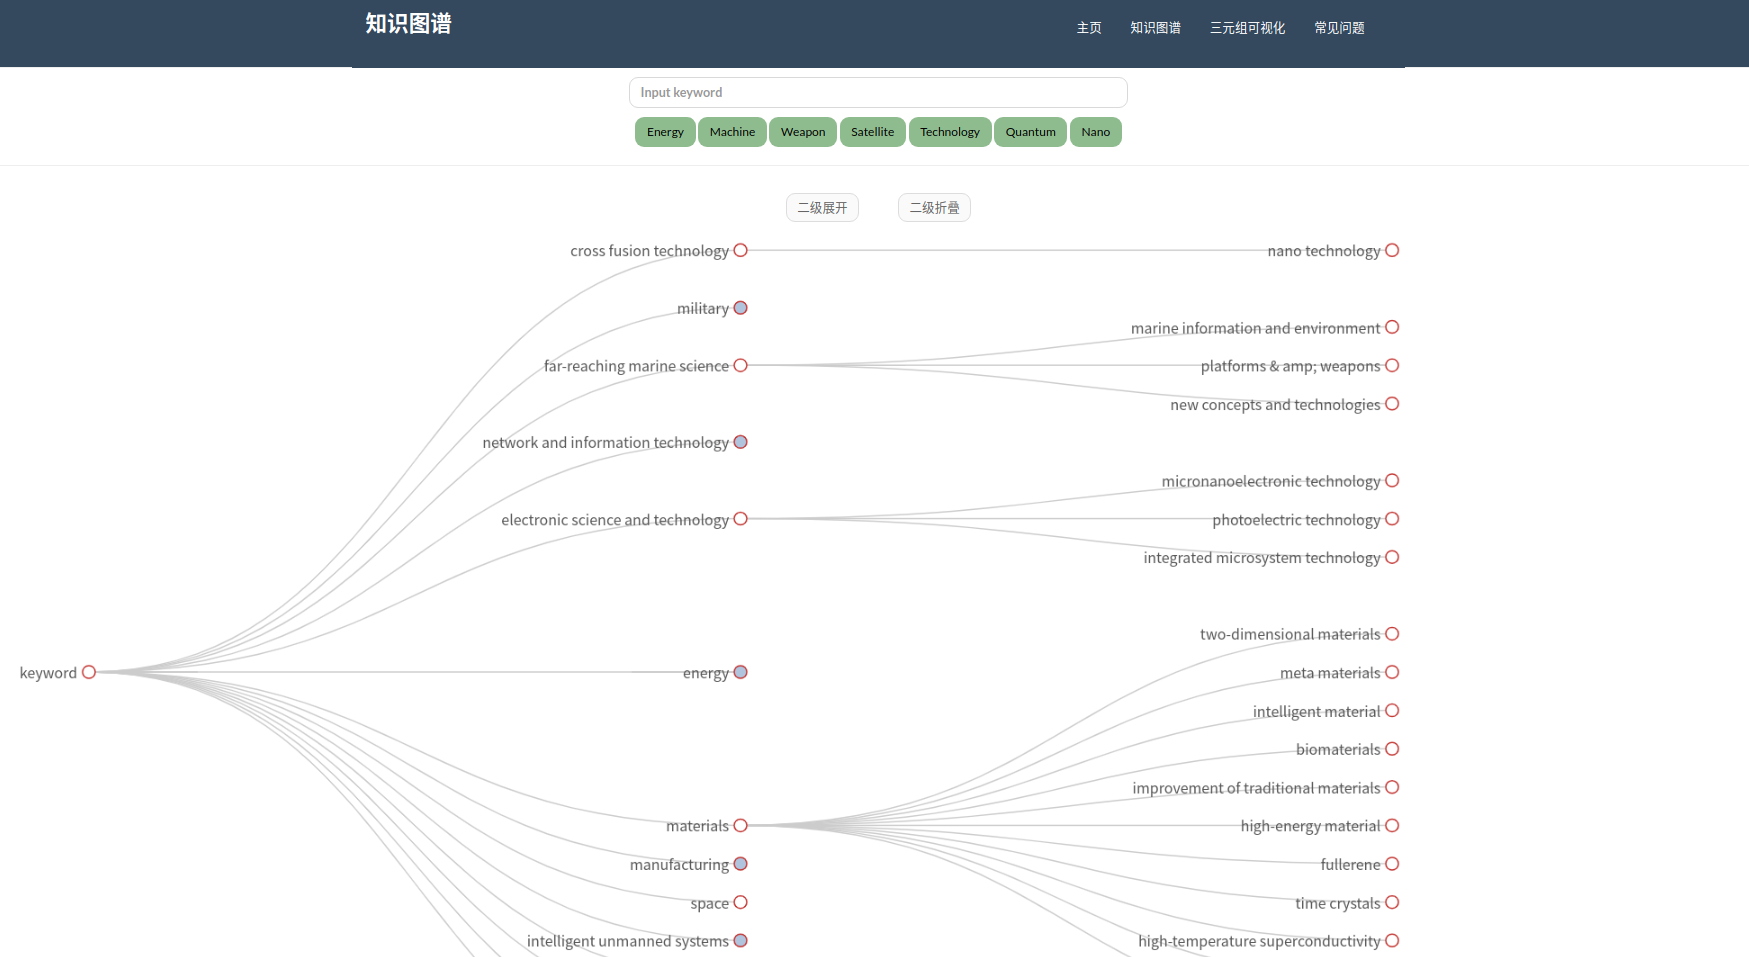 知识图谱
主页 知识图谱 三元组可视化 常见问题
Input keyword
Energy Machine Weapon Satellite Technology Quantum Nano
二级展开 二级折叠
cross fusion technology
nano technology
military
marine information and environment
far-reaching marine science
platforms & amp; weapons
new concepts and technologies
network and information technology
micronanoelectronic technology
electronic science and technology
photoelectric technology
integrated microsystem technology
two-dimensional materials
keyword
energy
meta materials
intelligent material
biomaterials
improvement of traditional materials
materials
high-energy material
manufacturing
fullerene
space
time crystals
intelligent unmanned systems
high-temperature superconductivity